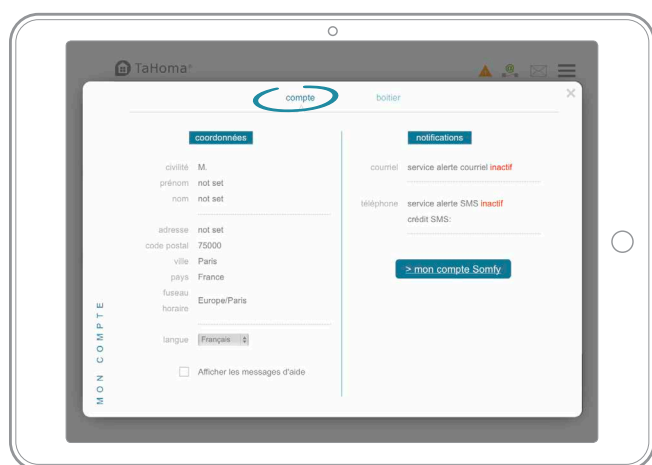 TaHoma®
compte
boitier
coordonnées
civilité M.
prénom not set
nom not set
adresse not set
code postal 75000
ville Paris
pays France
fuseau
horaire Europe/Paris
langue Français
Afficher les messages d'aide
notifications
courriel service alerte courriel inactif
téléphone service alerte SMS inactif
crédit SMS:
> mon compte Somfy
MON COMPTE